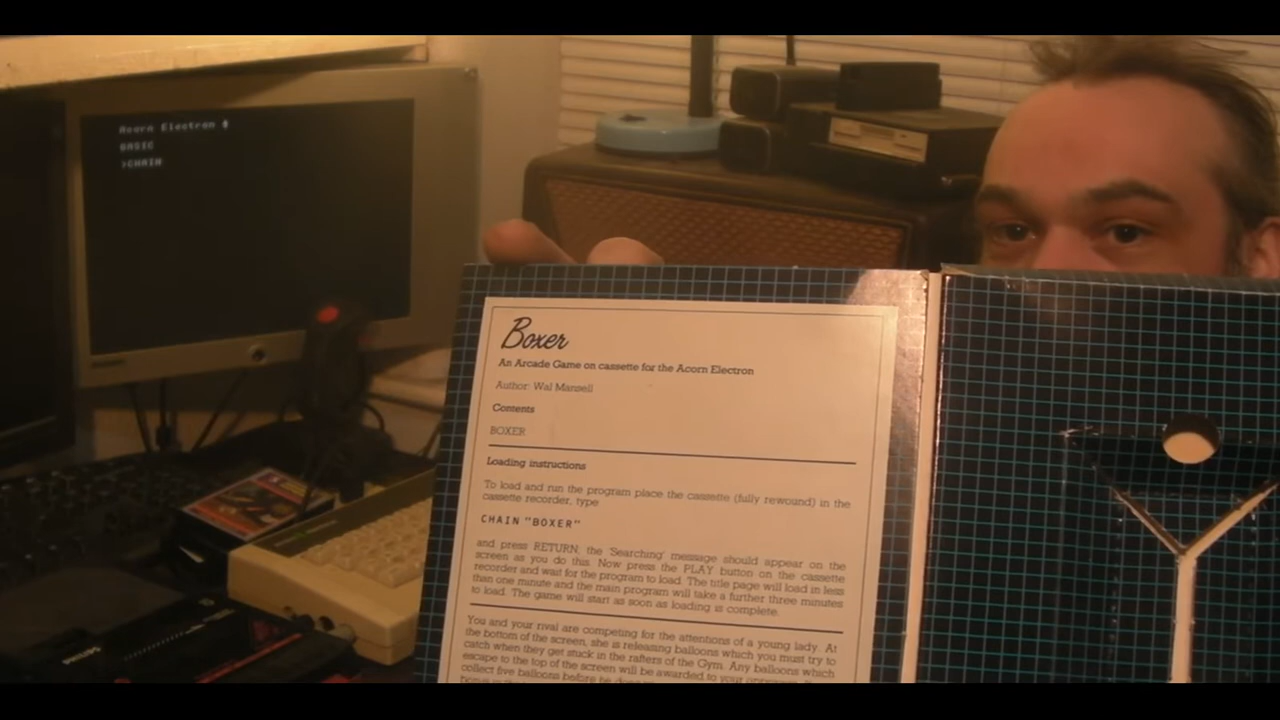 Acorn Electron
BASIC
>CHAIN
Boxer
An Arcade Game on cassette for the Acorn Electron
Author: Wal Mansell
Contents
BOXER
Loading instructions
To load and run the program place the cassette (fully rewound) in the
cassette recorder, type
CHAIN "BOXER"
and press RETURN, the 'Searching' message should appear on the
screen as you do this. Now press the PLAY button on the cassette
recorder and wait for the program to load. The title page will load in less
than one minute and the main program will take a further three minutes
to load. The game will start as soon as loading is complete.
You and your rival are competing for the attentions of a young lady. At
the bottom of the screen, she is releasing balloons which you must try to
catch when they get stuck in the rafters of the Gym. Any balloons which
escape to the top of the screen will be awarded to your
collect five balloons before
PHILIPS